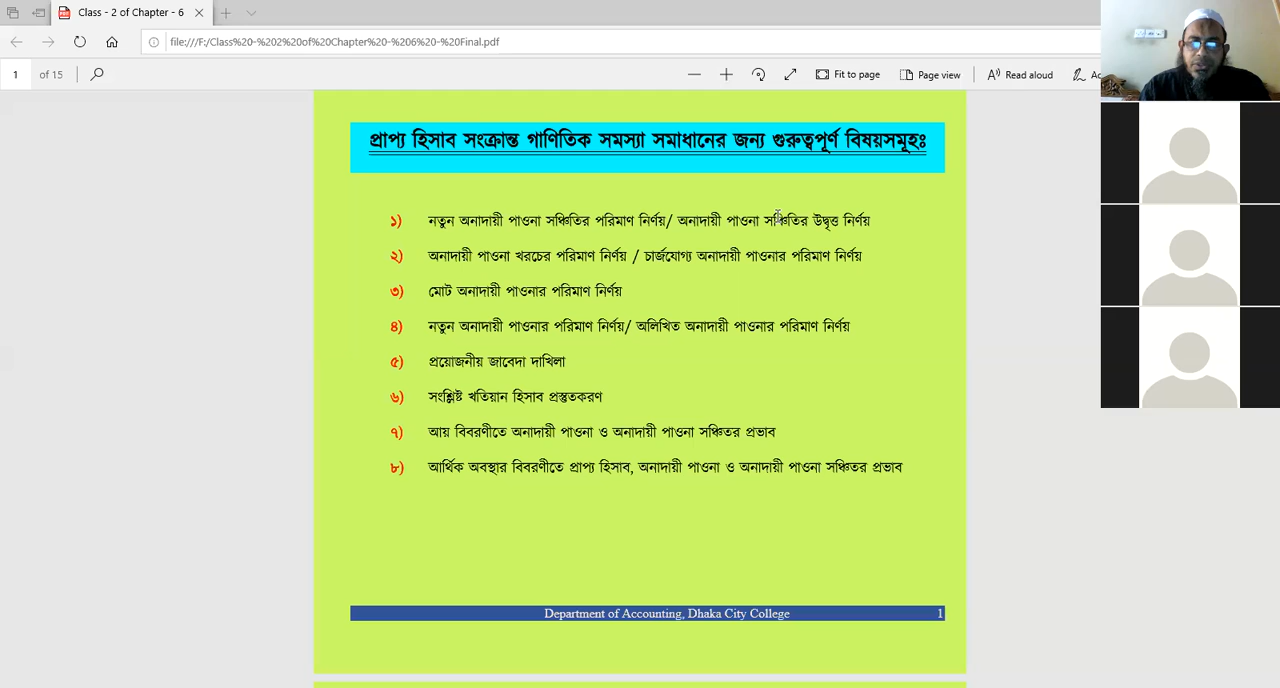 Class - 2 of Chapter - 6
file:///F:/Class%20-%202%20of%20Chapter%20-%206%20-%20Final.pdf
1 of 15 Fit to page Page view Read aloud
প্রাপ্য হিসাব সংক্রান্ত গাণিতিক সমস্যা সমাধানের জন্য গুরুত্বপূর্ণ বিষয়সমূহঃ
১) নতুন অনাদায়ী পাওনা সঞ্চিতির পরিমাণ নির্ণয়/ অনাদায়ী পাওনা সঞ্চিতির উদ্বৃত্ত নির্ণয়
২) অনাদায়ী পাওনা খরচের পরিমাণ নির্ণয় / চার্জযোগ্য অনাদায়ী পাওনার পরিমাণ নির্ণয়
৩) মোট অনাদায়ী পাওনার পরিমাণ নির্ণয়
৪) নতুন অনাদায়ী পাওনার পরিমাণ নির্ণয়/ অলিখিত অনাদায়ী পাওনার পরিমাণ নির্ণয়
৫) প্রয়োজনীয় জাবেদা দাখিলা
৬) সংশ্লিষ্ট খতিয়ান হিসাব প্রস্তুতকরণ
৭) আয় বিবরণীতে অনাদায়ী পাওনা ও অনাদায়ী পাওনা সঞ্চিতর প্রভাব
৮) আর্থিক অবস্থার বিবরণীতে প্রাপ্য হিসাব, অনাদায়ী পাওনা ও অনাদায়ী পাওনা সঞ্চিতর প্রভাব
Department of Accounting, Dhaka City College 1